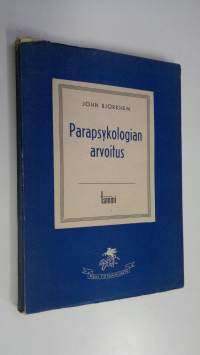 JOHN BJÖRKHEM
Parapsykologian
arvoitus
tammi